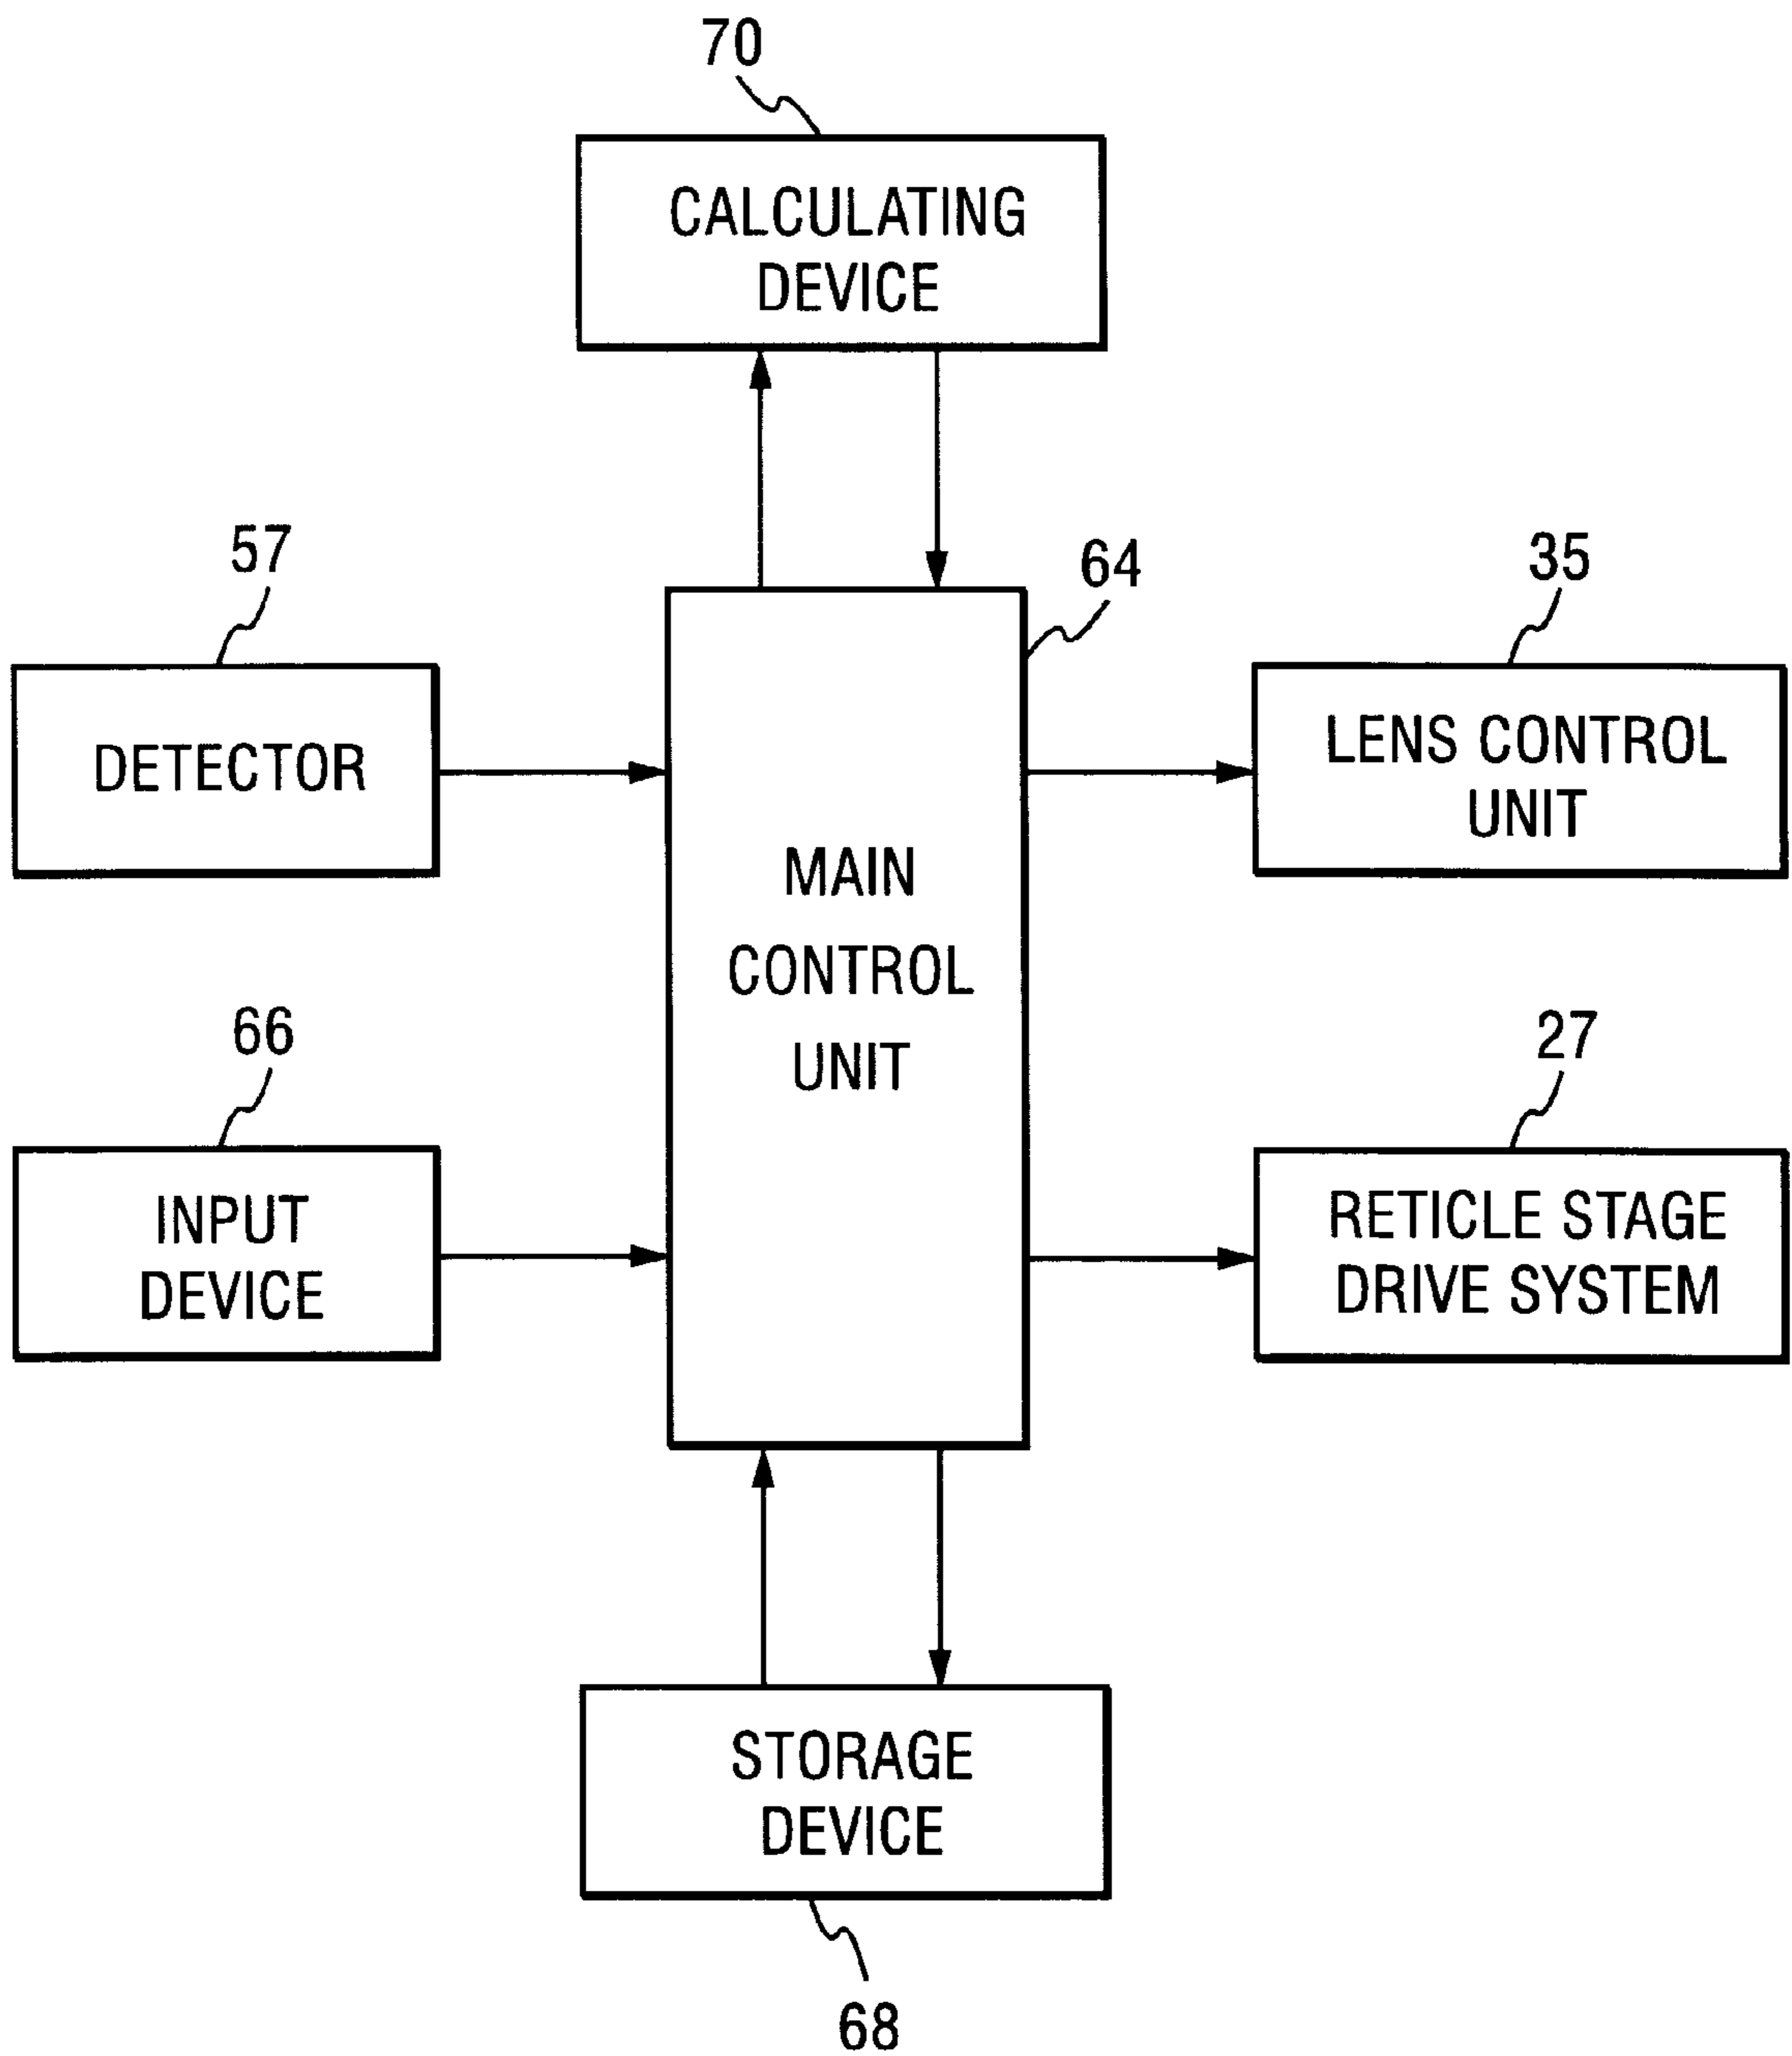 70
CALCULATING
DEVICE
57
64
35
DETECTOR
LENS CONTROL
UNIT
MAIN
CONTROL
UNIT
66
27
INPUT
DEVICE
RETICLE STAGE
DRIVE SYSTEM
STORAGE
DEVICE
68